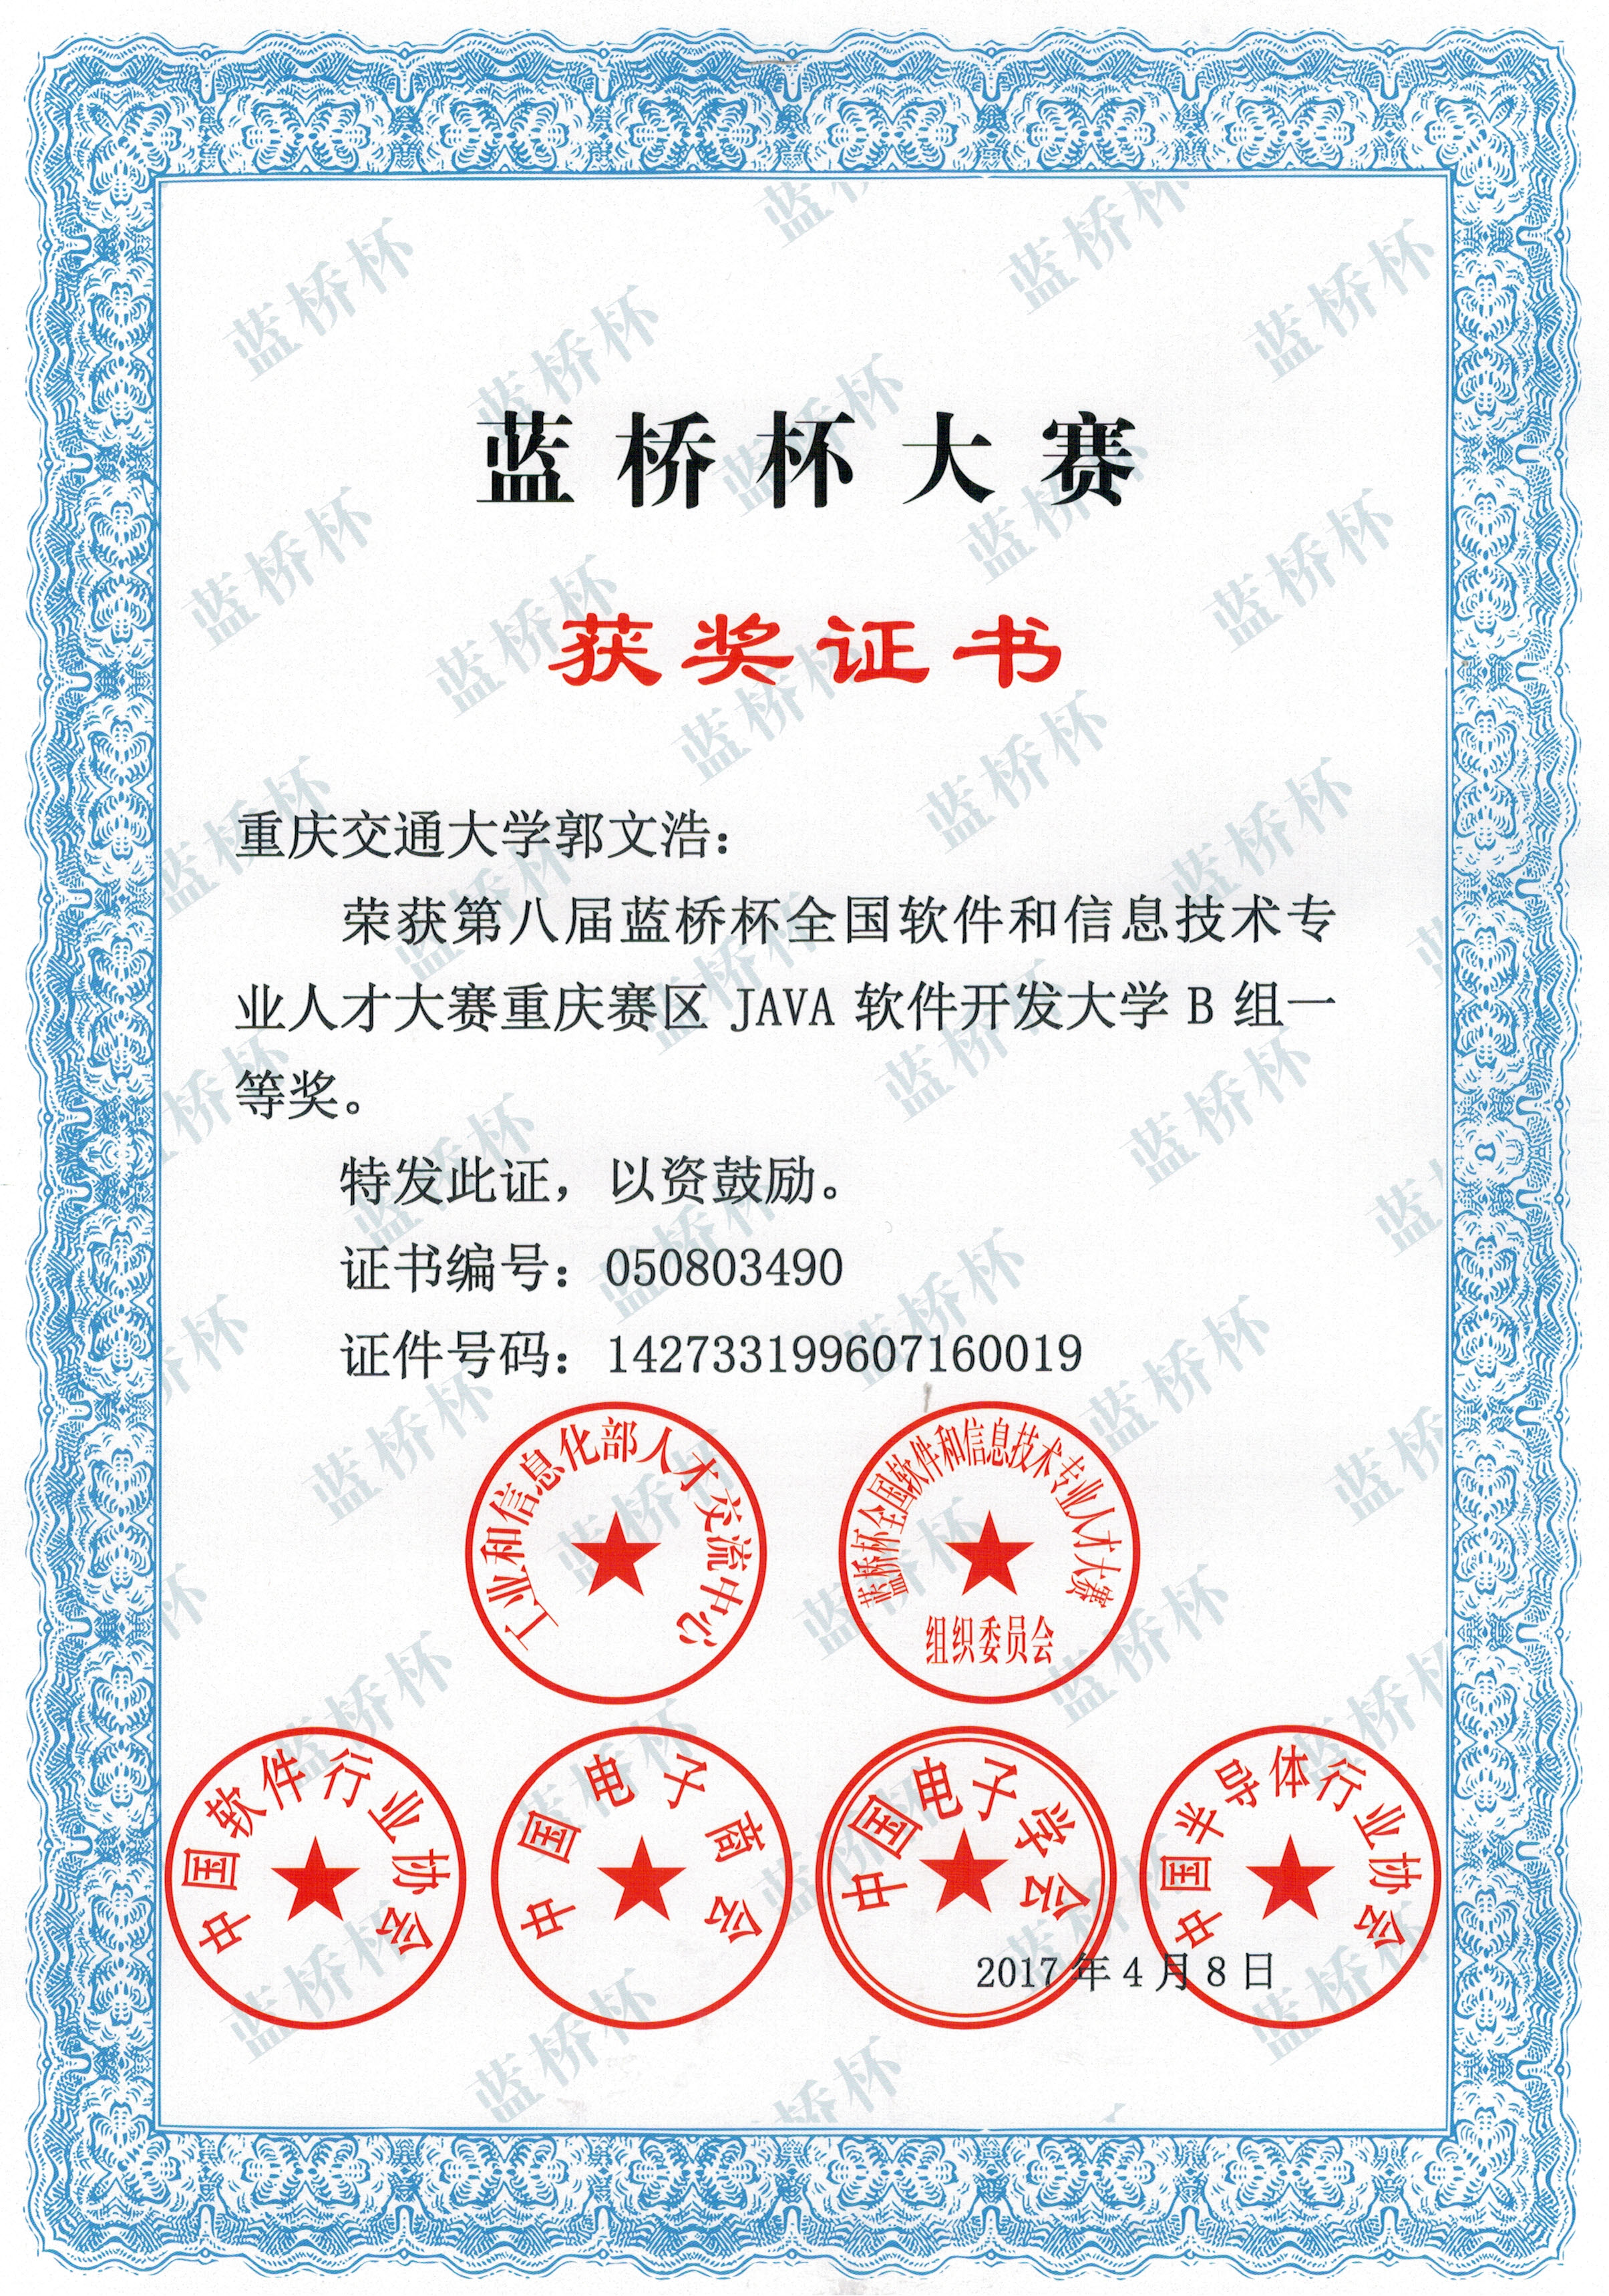 蓝桥杯大赛
获奖证书
重庆交通大学郭文浩：
荣获第八届蓝桥杯全国软件和信息技术专
业人才大赛重庆赛区 JAVA 软件开发大学 B 组一
等奖。
特发此证，以资鼓励。
证书编号：050803490
证件号码：142733199607160019
工业和信息化部人才交流中心
蓝桥杯全国软件和信息技术专业人才大赛
组织委员会
中国软件行业协会
中国电子商会
中国电子学会
中国半导体行业协会
2017 年 4 月 8 日
蓝桥杯